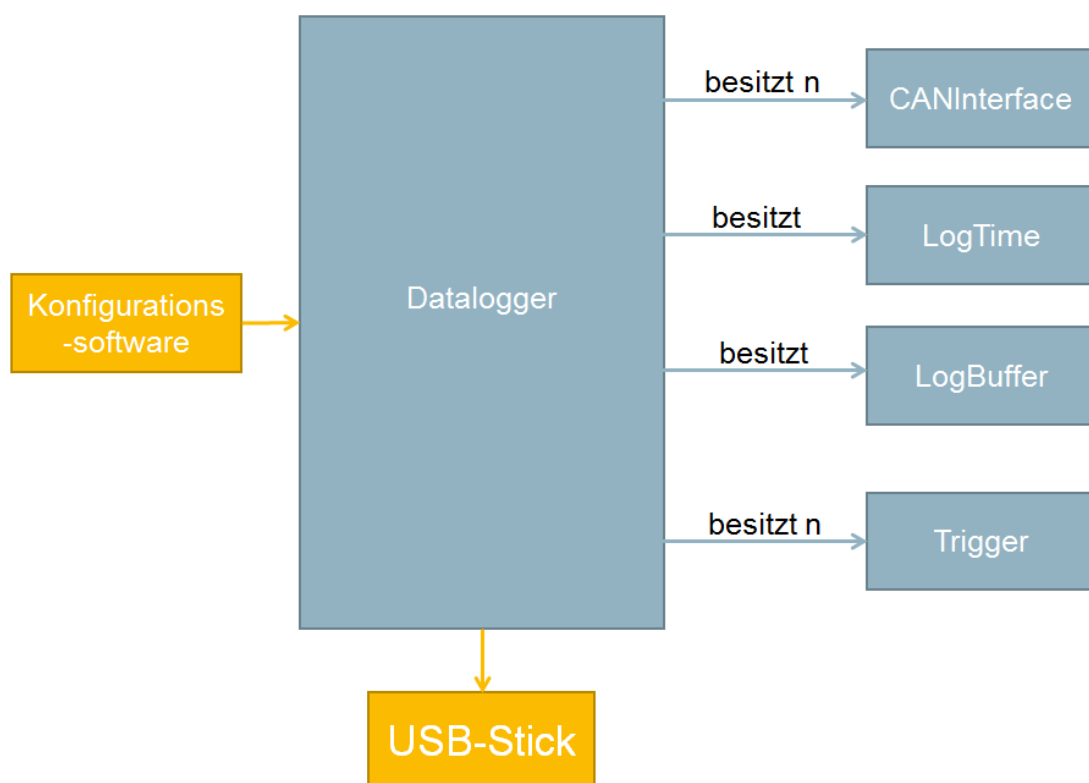 besitzt n
CANInterface
besitzt
LogTime
Datalogger
Konfigurations
-software
besitzt
LogBuffer
besitzt n
Trigger
USB-Stick